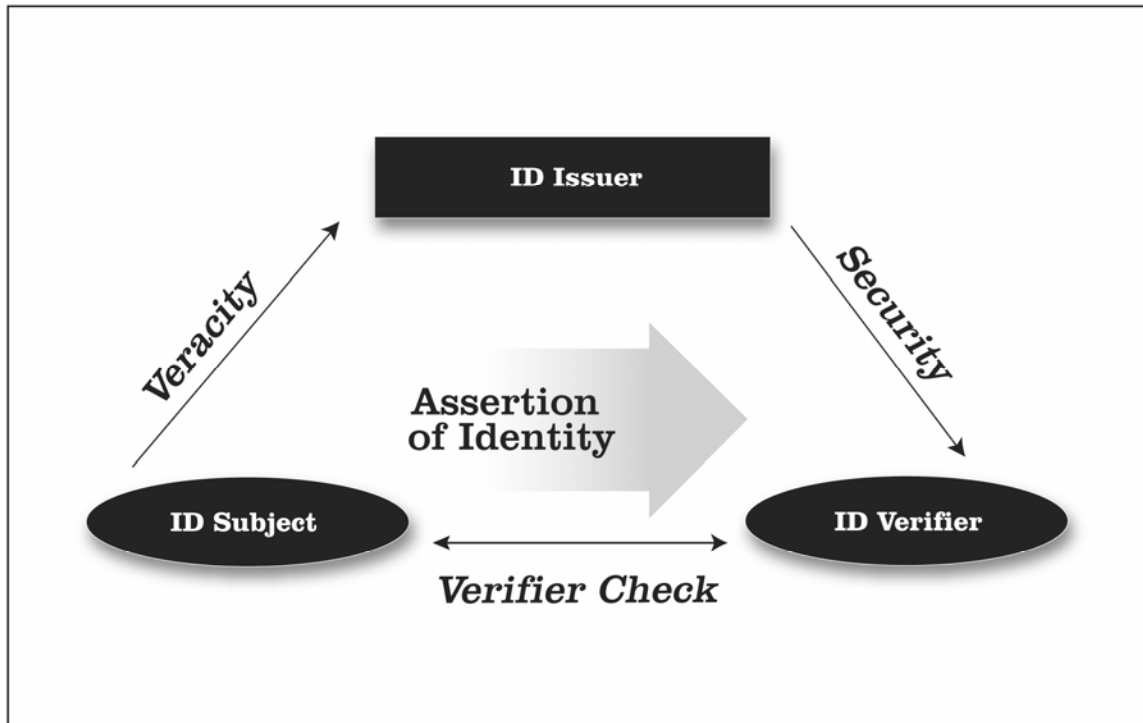 ID Issuer
Veracity
Security
Assertion
of Identity
ID Subject
ID Verifier
Verifier Check